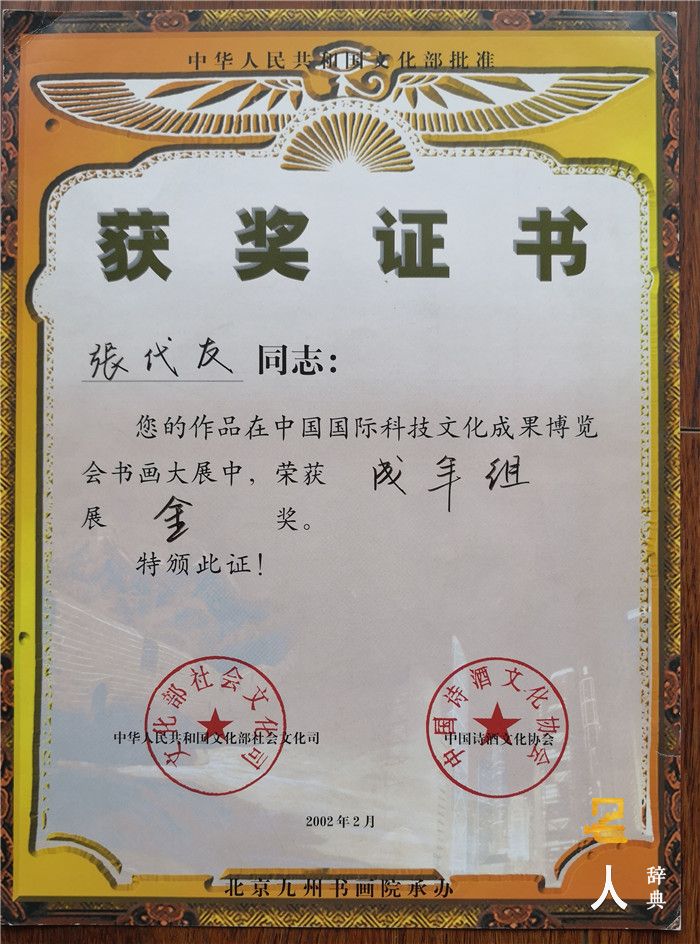 中华人民共和国文化部批准
获奖证书
张代友 同志：
您的作品在中国国际科技文化成果博览
会书画大展中，荣获 成年组
展 金 奖。
特颁此证！
文化部社会文化司
中华人民共和国文化部社会文化司
中国诗酒文化协会
中国诗酒文化协会
2002年2月
北京九州书画院承办
名人
辞典